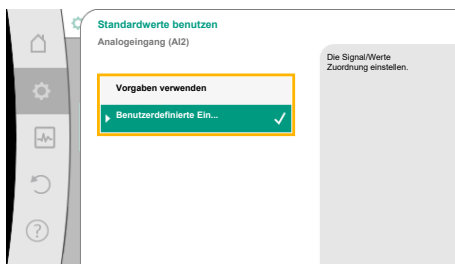 Standardwerte benutzen
Analogeingang (AI2)
Die Signal/Werte
Zuordnung einstellen.
Vorgaben verwenden
Benutzerdefinierte Ein...
?